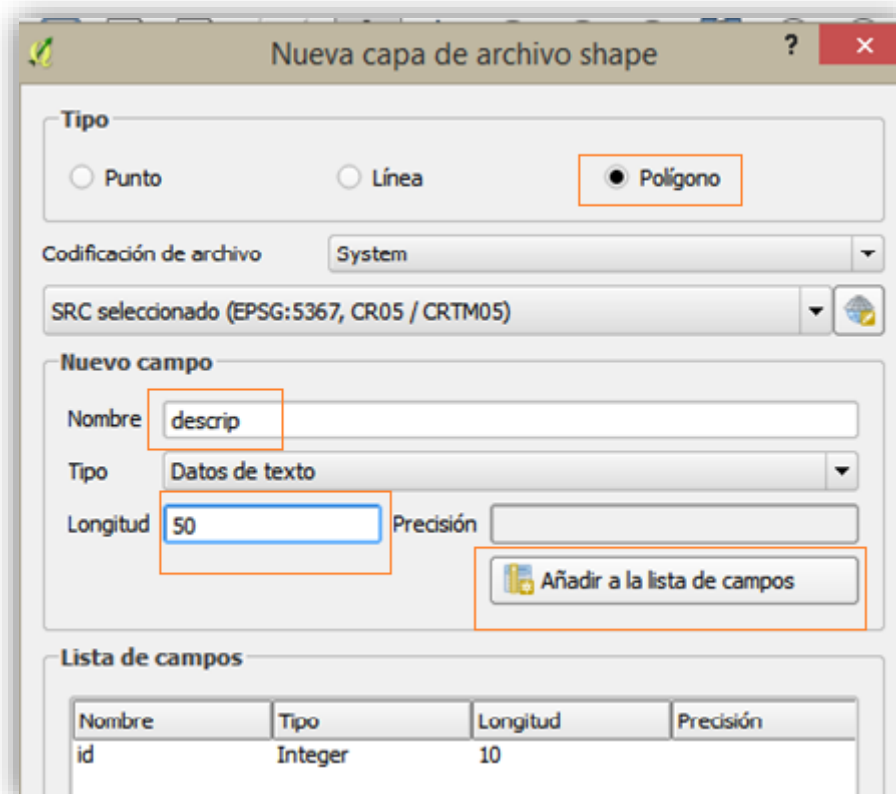 Nueva capa de archivo shape ?
Tipo
Punto Línea Polígono
Codificación de archivo System
SRC seleccionado (EPSG:5367, CR05 / CRTM05)
Nuevo campo
Nombre descrip
Tipo Datos de texto
Longitud 50 Precisión
Añadir a la lista de campos
Lista de campos
Nombre Tipo Longitud Precisión
id Integer 10